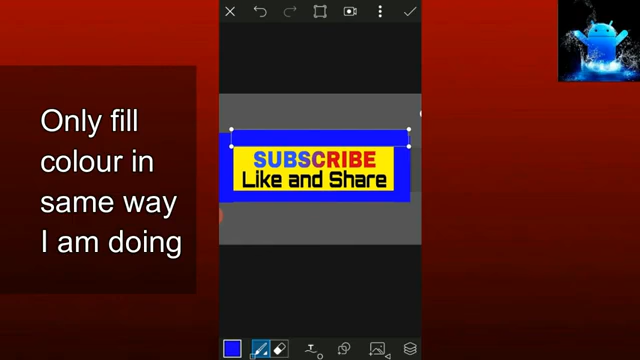 Only fill
colour in
same way
I am doing
SUBSCRIBE
Like and Share